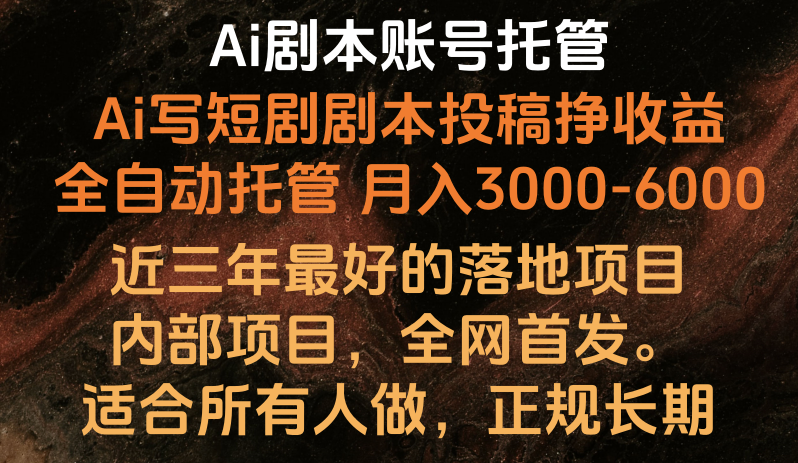 Ai剧本账号托管
Ai写短剧剧本投稿挣收益
全自动托管 月入3000-6000
近三年最好的落地项目
内部项目，全网首发。
适合所有人做，正规长期